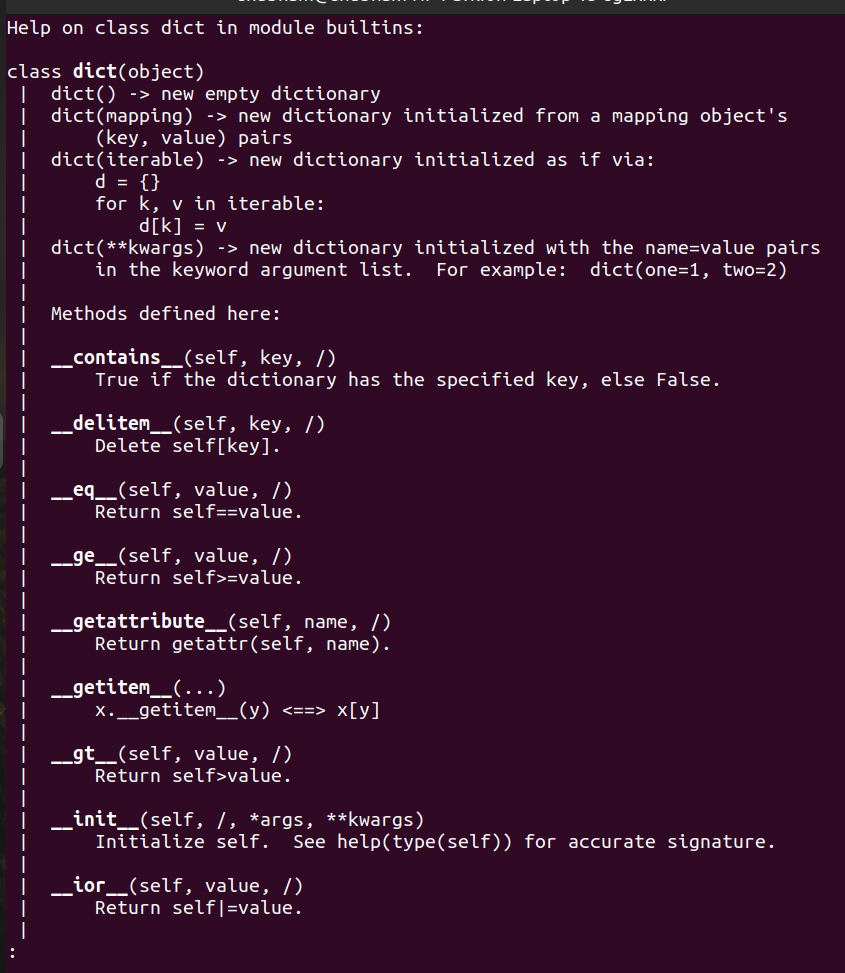 Help on class dict in module builtins:

class dict(object)
 |  dict() -> new empty dictionary
 |  dict(mapping) -> new dictionary initialized from a mapping object's
 |      (key, value) pairs
 |  dict(iterable) -> new dictionary initialized as if via:
 |      d = {}
 |      for k, v in iterable:
 |          d[k] = v
 |  dict(**kwargs) -> new dictionary initialized with the name=value pairs
 |      in the keyword argument list.  For example:  dict(one=1, two=2)
 |
 |  Methods defined here:
 |
 |  __contains__(self, key, /)
 |      True if the dictionary has the specified key, else False.
 |
 |  __delitem__(self, key, /)
 |      Delete self[key].
 |
 |  __eq__(self, value, /)
 |      Return self==value.
 |
 |  __ge__(self, value, /)
 |      Return self>=value.
 |
 |  __getattribute__(self, name, /)
 |      Return getattr(self, name).
 |
 |  __getitem__(...)
 |      x.__getitem__(y) <==> x[y]
 |
 |  __gt__(self, value, /)
 |      Return self>value.
 |
 |  __init__(self, /, *args, **kwargs)
 |      Initialize self.  See help(type(self)) for accurate signature.
 |
 |  __ior__(self, value, /)
 |      Return self|=value.
 |
: